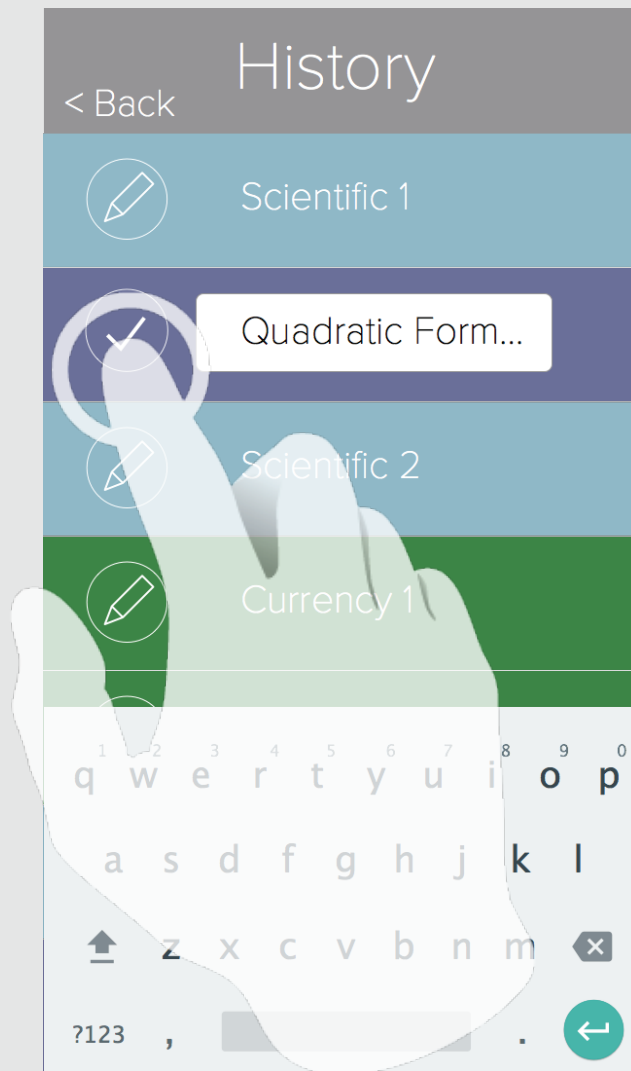 History
< Back
Scientific 1
Quadratic Form...
Scientific 2
Currency 1
1 2 3 4 5 6 7 8 9 0
q w e r t y u i o p
a s d f g h j k l
z x c v b n m
?123 , .